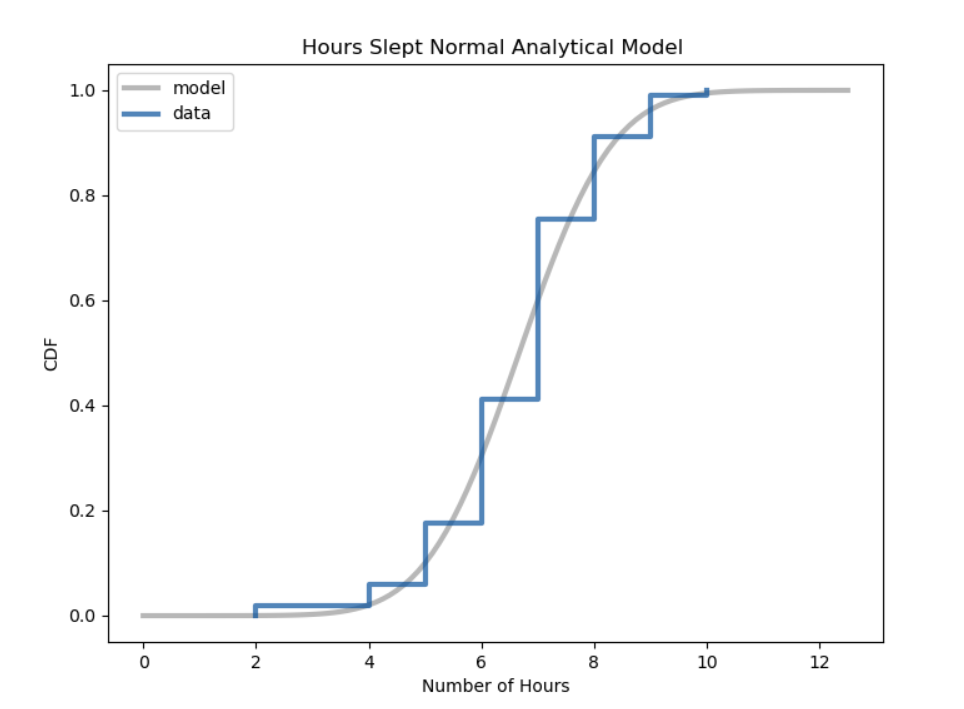 Hours Slept Normal Analytical Model
model
data
1.0
0.8
0.6
0.4
0.2
0.0
CDF
0 2 4 6 8 10 12
Number of Hours